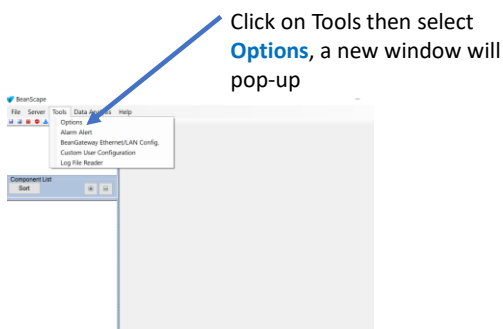 Click on Tools then select
Options, a new window will
pop-up
BeanScape
File Server Tools Data Analysis Help
Options
Alarm Alert
BeanGateway Ethernet/LAN Config.
Custom User Configuration
Log File Reader
Component List
Sort